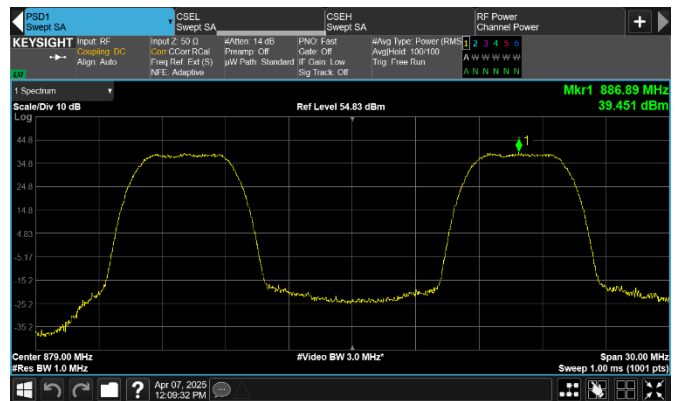 PSD1
Swept SA
CSEL
Swept SA
CSEH
Swept SA
RF Power
Channel Power
KEYSIGHT
Input: RF
Coupling: DC
Align: Auto
LM
Input Z: 50 Ω
Corr CCorr RCal
Freq Ref: Ext (S)
NFE: Adaptive
#Atten: 14 dB
Preamp: Off
µW Path: Standard
PNO: Fast
Gate: Off
IF Gain: Low
Sig Track: Off
#Avg Type: Power (RMS
Avg|Hold: 100/100
Trig: Free Run
1 2 3 4 5 6
A W W W W W
A N N N N N
1 Spectrum
Scale/Div 10 dB
Log
Ref Level 54.83 dBm
Mkr1 886.89 MHz
39.451 dBm
1
44.8
34.8
24.8
14.8
4.83
-5.17
-15.2
-25.2
-35.2
Center 879.00 MHz
#Res BW 1.0 MHz
#Video BW 3.0 MHz*
Span 30.00 MHz
Sweep 1.00 ms (1001 pts)
?
Apr 07, 2025
12:09:32 PM